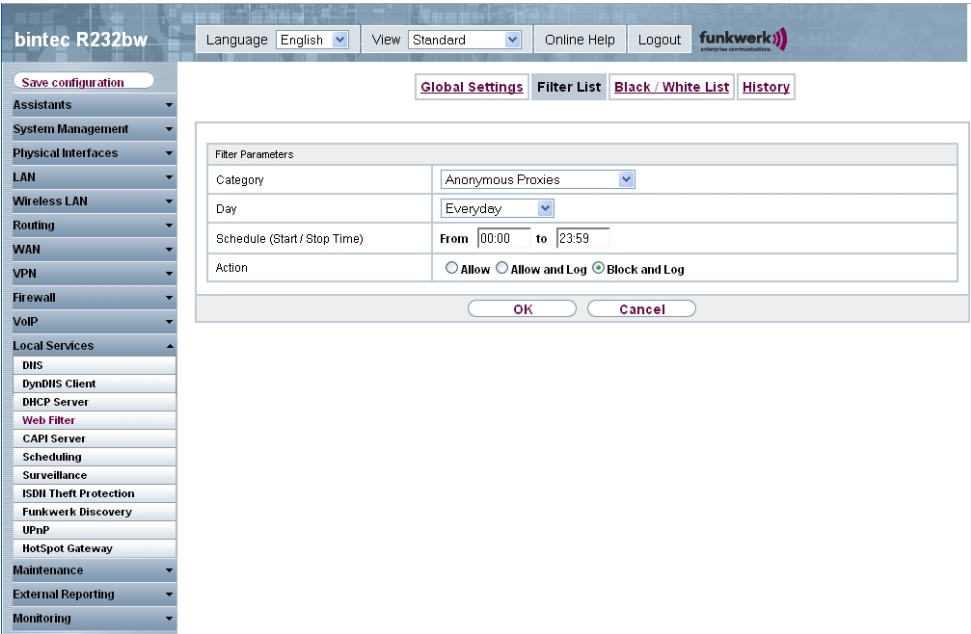 bintec R232bw
Language English View Standard Online Help Logout funkwerk
enterprise communications
Save configuration
Global Settings Filter List Black / White List History
Assistants
System Management
Physical Interfaces
LAN
Wireless LAN
Routing
WAN
VPN
Firewall
VoIP
Local Services
DNS
DynDNS Client
DHCP Server
Web Filter
CAPI Server
Scheduling
Surveillance
ISDN Theft Protection
Funkwerk Discovery
UPnP
HotSpot Gateway
Maintenance
External Reporting
Monitoring
Filter Parameters
Category Anonymous Proxies
Day Everyday
Schedule (Start / Stop Time) From 00:00 to 23:59
Action Allow Allow and Log Block and Log
OK Cancel